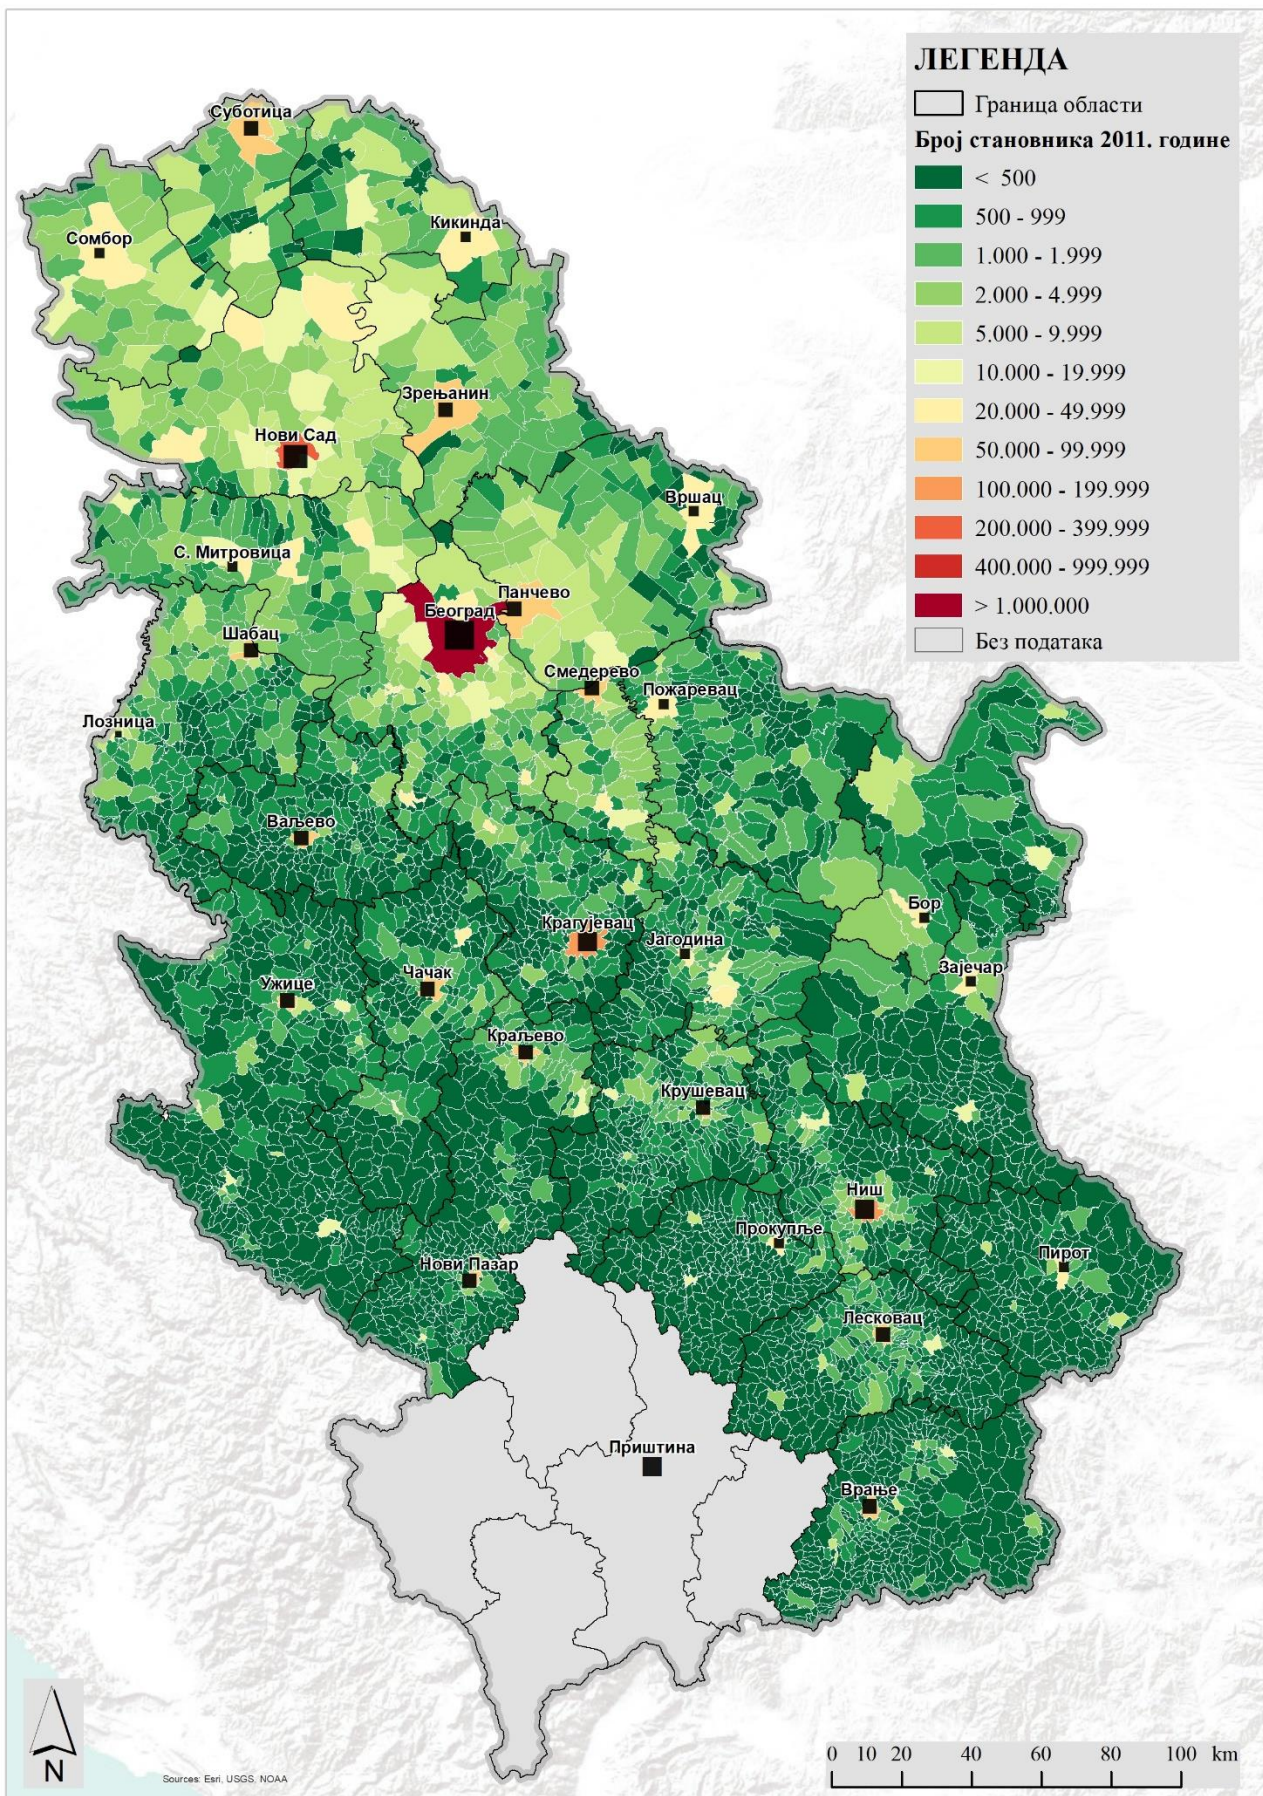 ЛЕГЕНДА
Граница области
Број становника 2011. године
< 500
500 - 999
1.000 - 1.999
2.000 - 4.999
5.000 - 9.999
10.000 - 19.999
20.000 - 49.999
50.000 - 99.999
100.000 - 199.999
200.000 - 399.999
400.000 - 999.999
> 1.000.000
Без података
Суботица
Кикинда
Сомбор
Зрењанин
Нови Сад
Вршац
С. Митровица
Панчево
Београд
Шабац
Смедерево
Пожаревац
Лозница
Ваљево
Бор
Крагујевац
Јагодина
Зајечар
Чачак
Ужице
Краљево
Крушевац
Ниш
Прокупље
Пирот
Нови Пазар
Лесковац
Приштина
Врање
N
Sources: Esri, USGS, NOAA
0 10 20 40 60 80 100 km